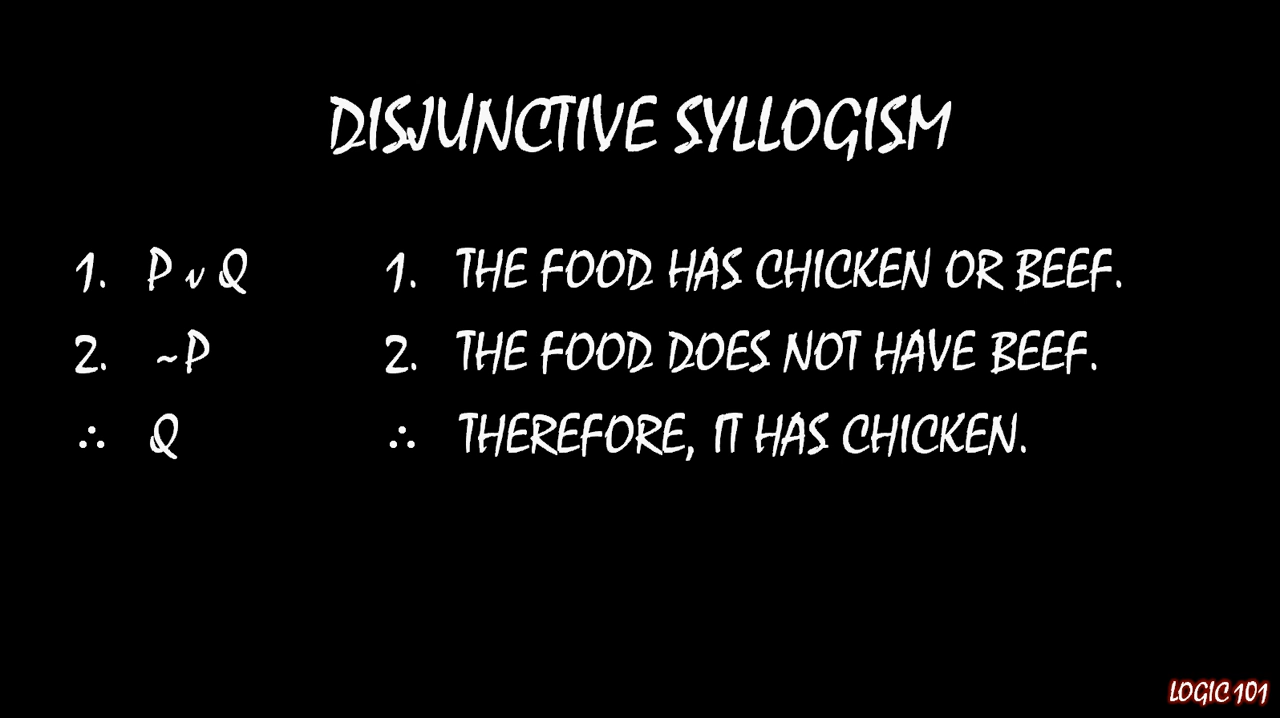 DISJUNCTIVE SYLLOGISM
1. P v Q
2. ~P
∴ Q
1. THE FOOD HAS CHICKEN OR BEEF.
2. THE FOOD DOES NOT HAVE BEEF.
∴ THEREFORE, IT HAS CHICKEN.
LOGIC 101